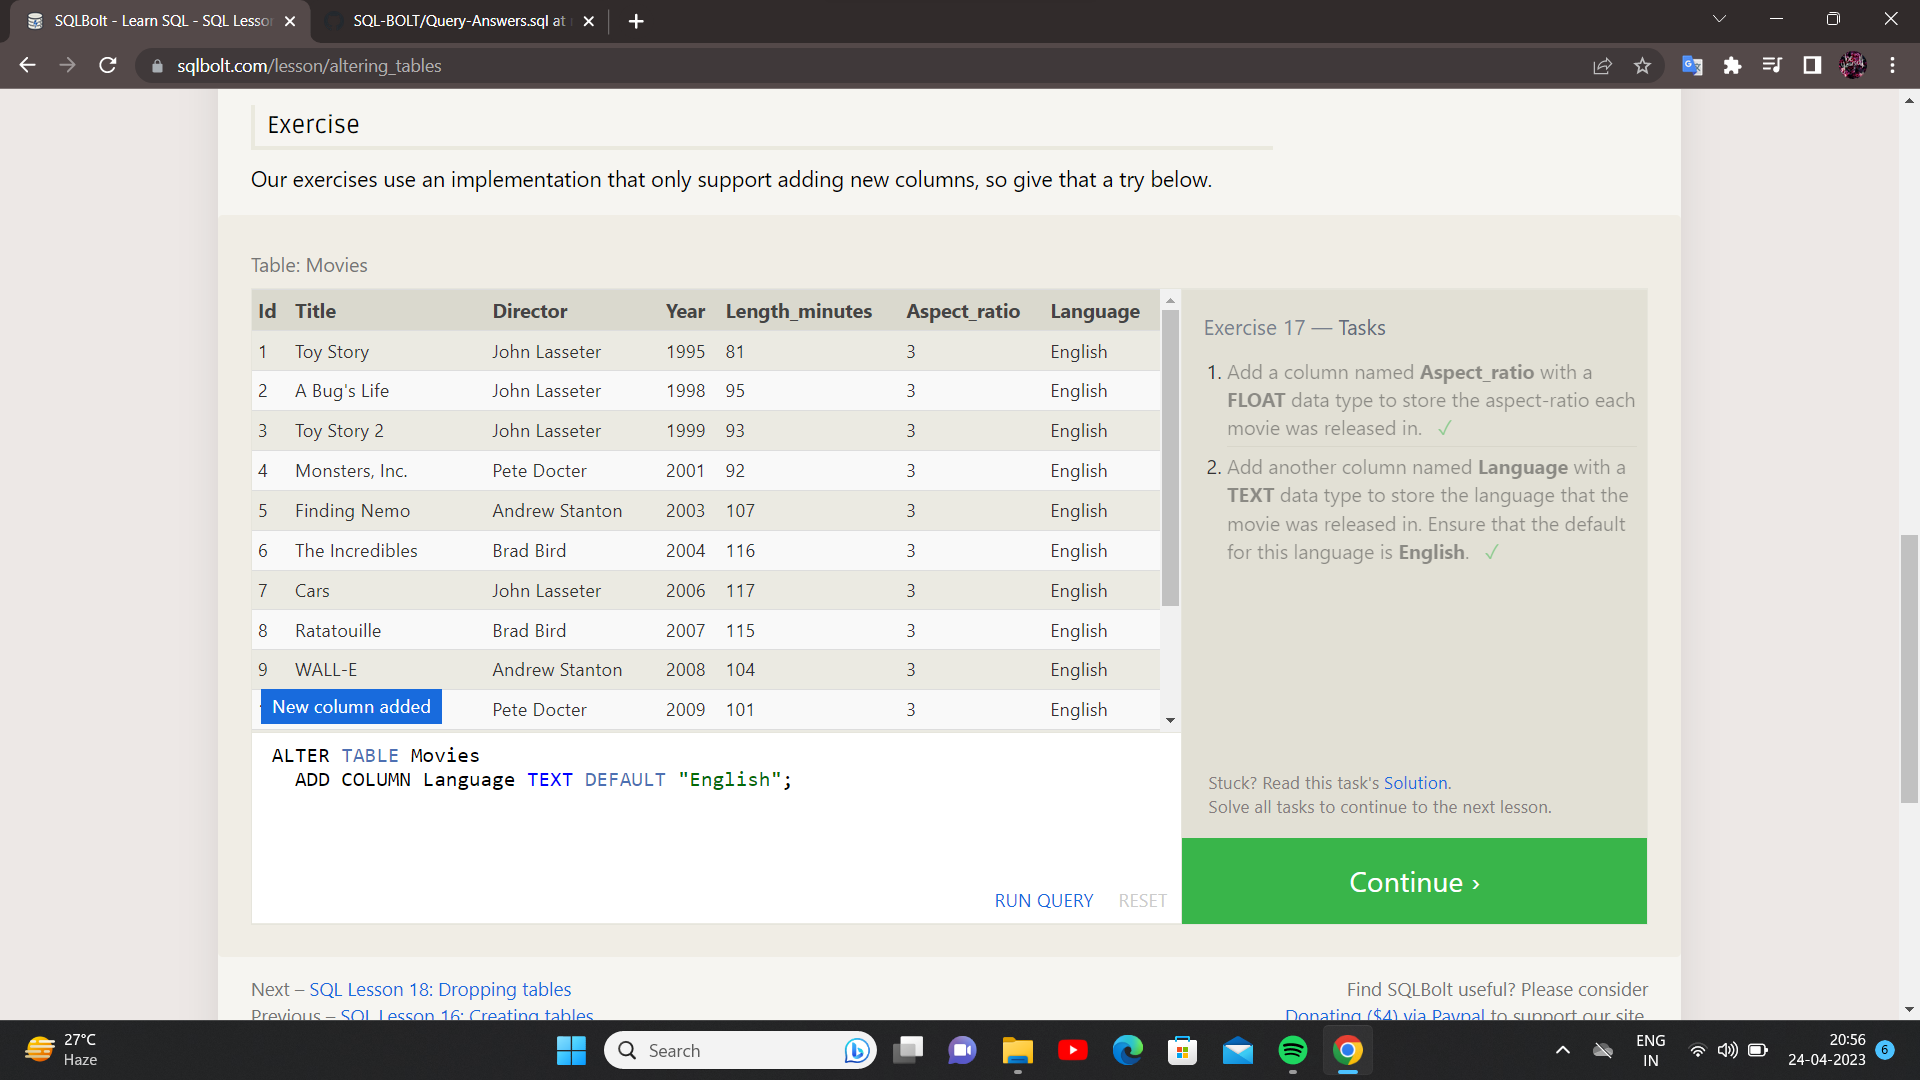 SQLBolt - Learn SQL - SQL Lesson
SQL-BOLT/Query-Answers.sql at
sqlbolt.com/lesson/altering_tables
Exercise
Our exercises use an implementation that only support adding new columns, so give that a try below.
Table: Movies
Id Title Director Year Length_minutes Aspect_ratio Language
1 Toy Story John Lasseter 1995 81 3 English
2 A Bug's Life John Lasseter 1998 95 3 English
3 Toy Story 2 John Lasseter 1999 93 3 English
4 Monsters, Inc. Pete Docter 2001 92 3 English
5 Finding Nemo Andrew Stanton 2003 107 3 English
6 The Incredibles Brad Bird 2004 116 3 English
7 Cars John Lasseter 2006 117 3 English
8 Ratatouille Brad Bird 2007 115 3 English
9 WALL-E Andrew Stanton 2008 104 3 English
New column added Pete Docter 2009 101 3 English
ALTER TABLE Movies
ADD COLUMN Language TEXT DEFAULT "English";
RUN QUERY RESET
Exercise 17 — Tasks
1. Add a column named Aspect_ratio with a
FLOAT data type to store the aspect-ratio each
movie was released in. ✓
2. Add another column named Language with a
TEXT data type to store the language that the
movie was released in. Ensure that the default
for this language is English. ✓
Stuck? Read this task's Solution.
Solve all tasks to continue to the next lesson.
Continue ›
Next – SQL Lesson 18: Dropping tables
Previous – SQL Lesson 16: Creating tables
Find SQLBolt useful? Please consider
Donating ($4) via Paypal to support our site.
27°C
Haze
Search
ENG
IN
20:56
24-04-2023
6